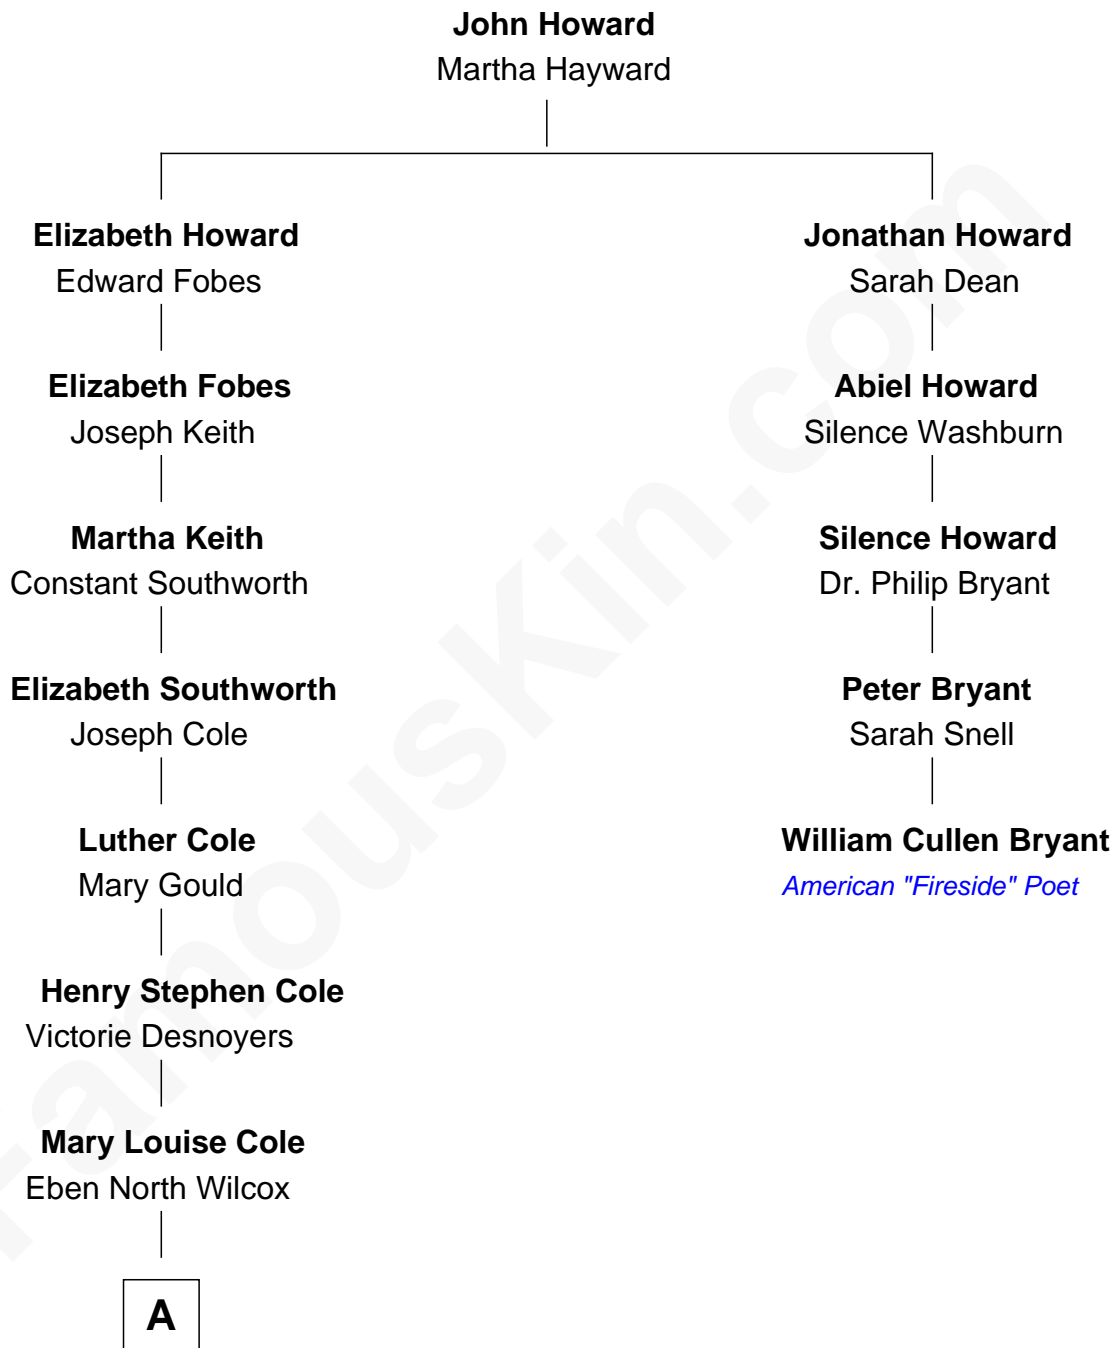 John Howard
Martha Hayward
Elizabeth Howard
Edward Fobes
Jonathan Howard
Sarah Dean
Elizabeth Fobes
Joseph Keith
Abiel Howard
Silence Washburn
Martha Keith
Constant Southworth
Silence Howard
Dr. Philip Bryant
Elizabeth Southworth
Joseph Cole
Peter Bryant
Sarah Snell
Luther Cole
Mary Gould
William Cullen Bryant
American "Fireside" Poet
Henry Stephen Cole
Victorie Desnoyers
Mary Louise Cole
Eben North Wilcox
A
FamousKin.com